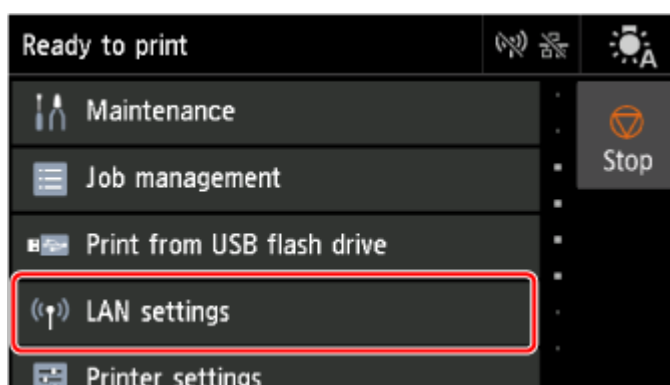 Ready to print
A
Maintenance
Stop
Job management
Print from USB flash drive
LAN settings
Printer settings